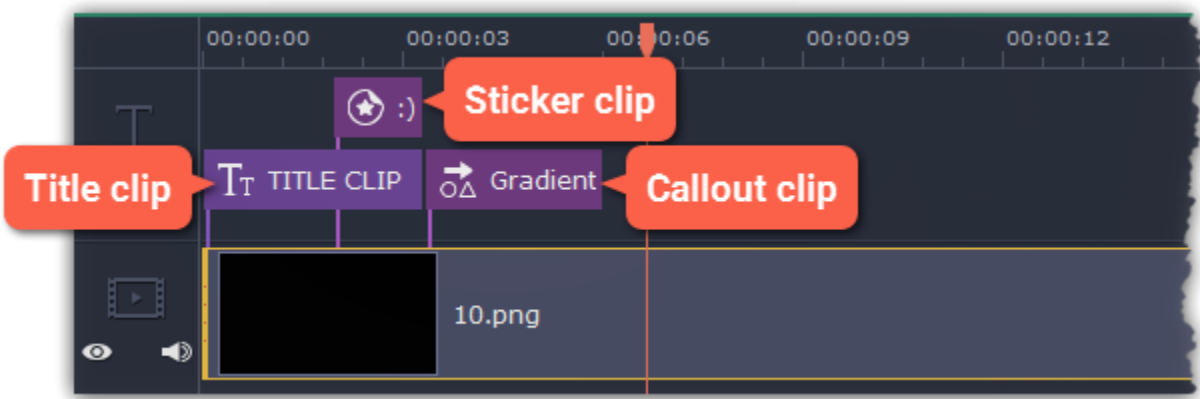 00:00:00 00:00:03 00:00:06 00:00:09 00:00:12
:) Sticker clip
Title clip TT TITLE CLIP Gradient Callout clip
10.png